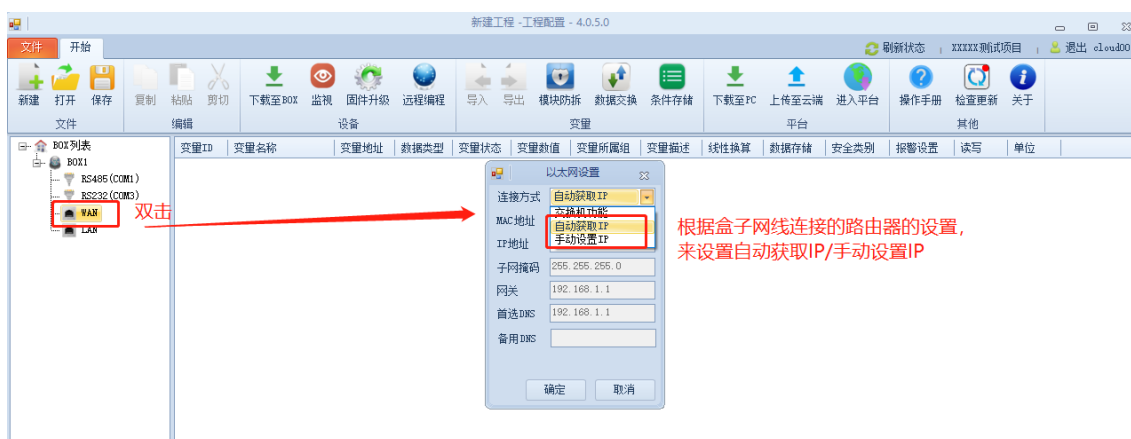 新建工程 -工程配置 - 4.0.5.0
文件 开始 刷新状态 XXXXX测试项目 退出 cloud00
新建 打开 保存 复制 粘贴 剪切 下载至BOX 监视 固件升级 远程编程 导入 导出 模块防拆 数据交换 条件存储 下载至PC 上传至云端 进入平台 操作手册 检查更新 关于
文件 编辑 设备 变量 平台 其他
BOX列表
BOX1
RS485(COM1)
RS232(COM3)
WAN
LAN
双击
变量ID 变量名称 变量地址 数据类型 变量状态 变量数值 变量所属组 变量描述 线性换算 数据存储 安全类别 报警设置 读写 单位
以太网设置
连接方式 自动获取IP
交换机功能
MAC地址 自动获取IP
IP地址 手动设置IP
子网掩码 255.255.255.0
网关 192.168.1.1
首选DNS 192.168.1.1
备用DNS
确定 取消
根据盒子网线连接的路由器的设置，
来设置自动获取IP/手动设置IP